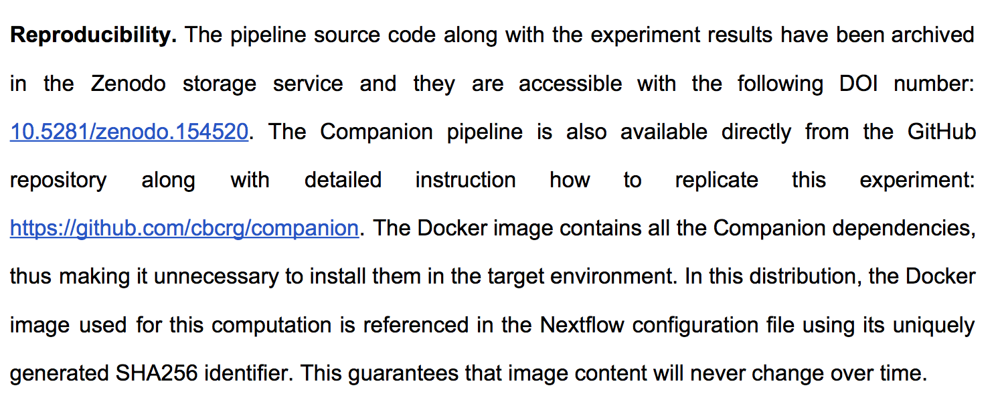 Reproducibility. The pipeline source code along with the experiment results have been archived
in the Zenodo storage service and they are accessible with the following DOI number:
10.5281/zenodo.154520. The Companion pipeline is also available directly from the GitHub
repository along with detailed instruction how to replicate this experiment:
https://github.com/cbcrg/companion. The Docker image contains all the Companion dependencies,
thus making it unnecessary to install them in the target environment. In this distribution, the Docker
image used for this computation is referenced in the Nextflow configuration file using its uniquely
generated SHA256 identifier. This guarantees that image content will never change over time.